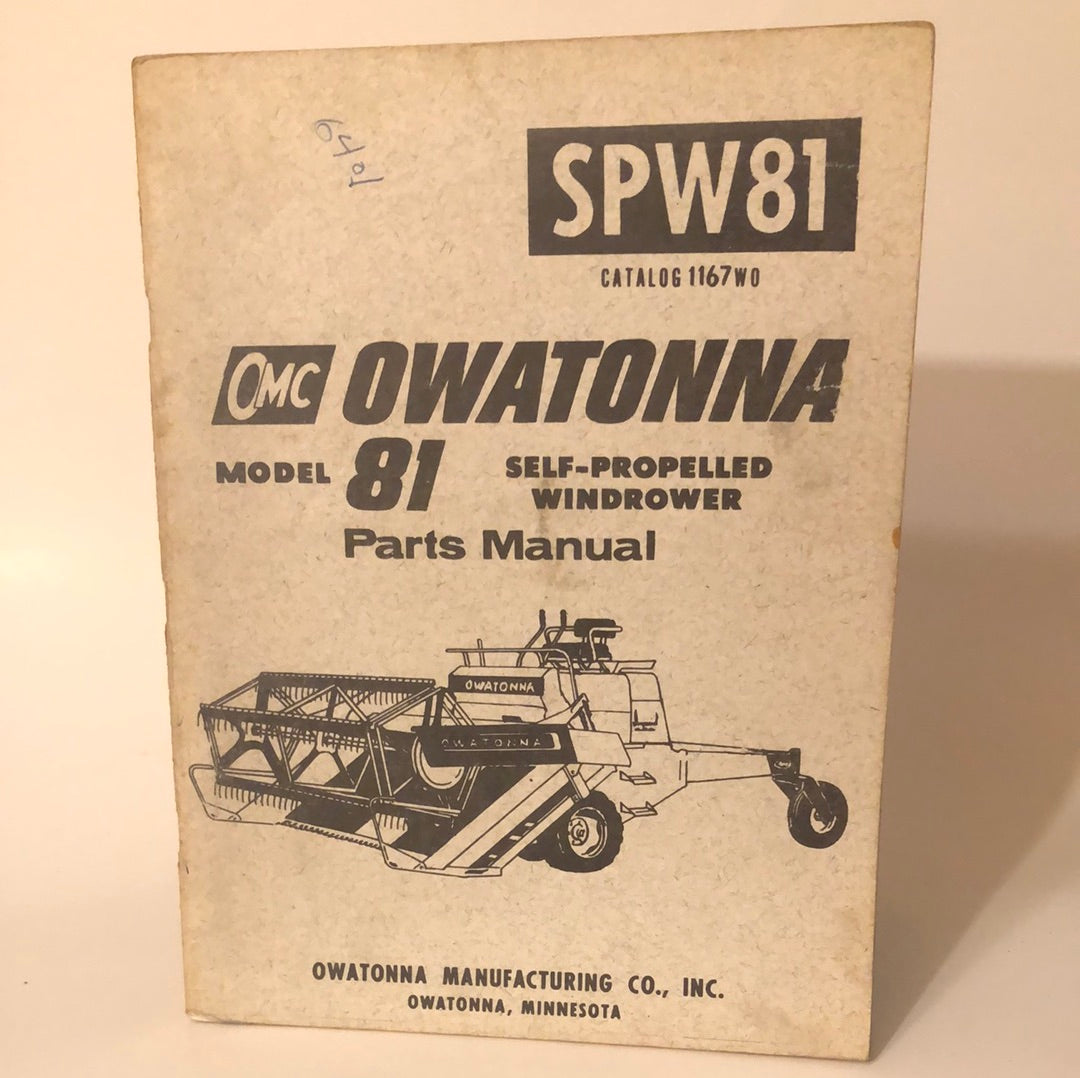 6401
SPW81
CATALOG 1167WO
OMC OWATONNA
MODEL 81 SELF-PROPELLED
WINDROWER
Parts Manual
OWATONNA
OWATONNA
OWATONNA MANUFACTURING CO., INC.
OWATONNA, MINNESOTA